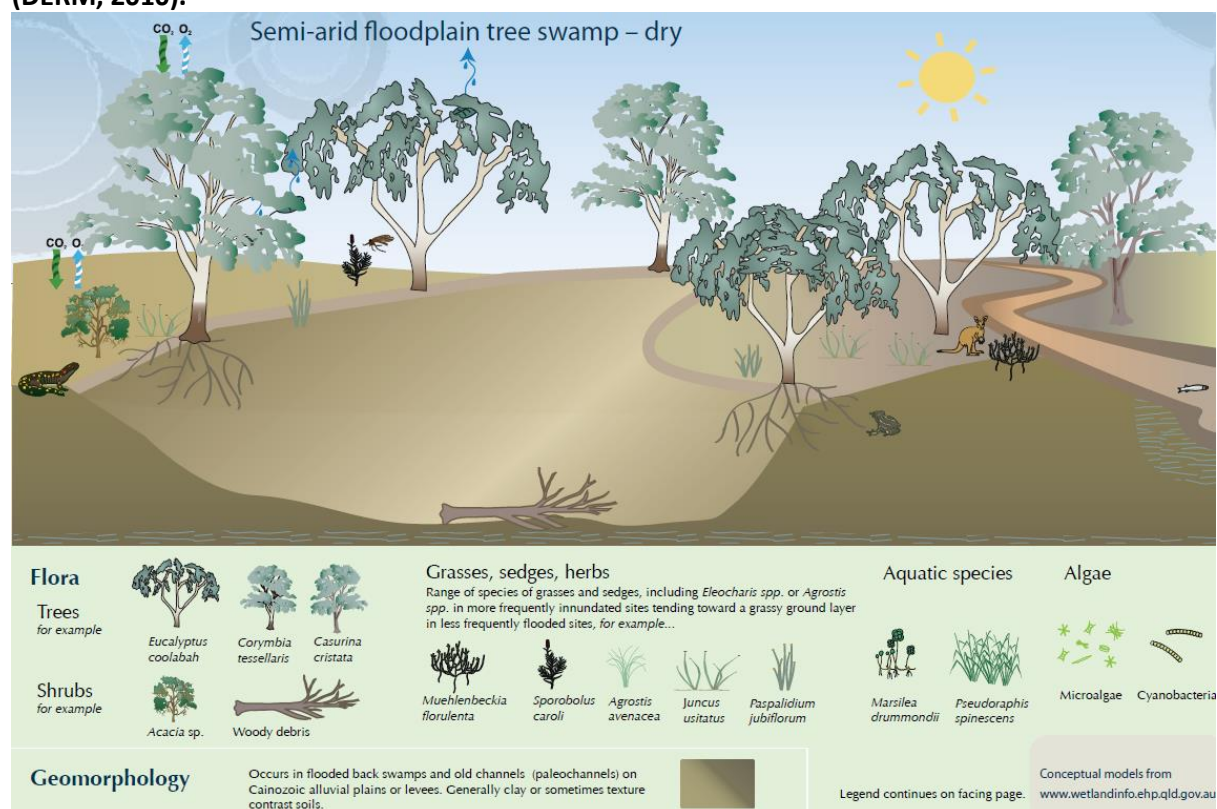 (DERM, 2010).
CO₂ O₂
Semi-arid floodplain tree swamp – dry
CO₂ O₂
Flora
Trees
for example
Eucalyptus
coolabah
Corymbia
tessellaris
Casurina
cristata
Shrubs
for example
Acacia sp.
Woody debris
Grasses, sedges, herbs
Range of species of grasses and sedges, including Eleocharis spp. or Agrostis
spp. in more frequently innundated sites tending toward a grassy ground layer
in less frequently flooded sites, for example...
Muehlenbeckia
florulenta
Sporobolus
caroli
Agrostis
avenacea
Juncus
usitatus
Paspalidium
jubiflorum
Aquatic species
Marsilea
drummondii
Pseudoraphis
spinescens
Algae
Microalgae
Cyanobacteria
Geomorphology
Occurs in flooded back swamps and old channels (paleochannels) on
Cainozoic alluvial plains or levees. Generally clay or sometimes texture
contrast soils.
Legend continues on facing page.
Conceptual models from
www.wetlandinfo.ehp.qld.gov.au